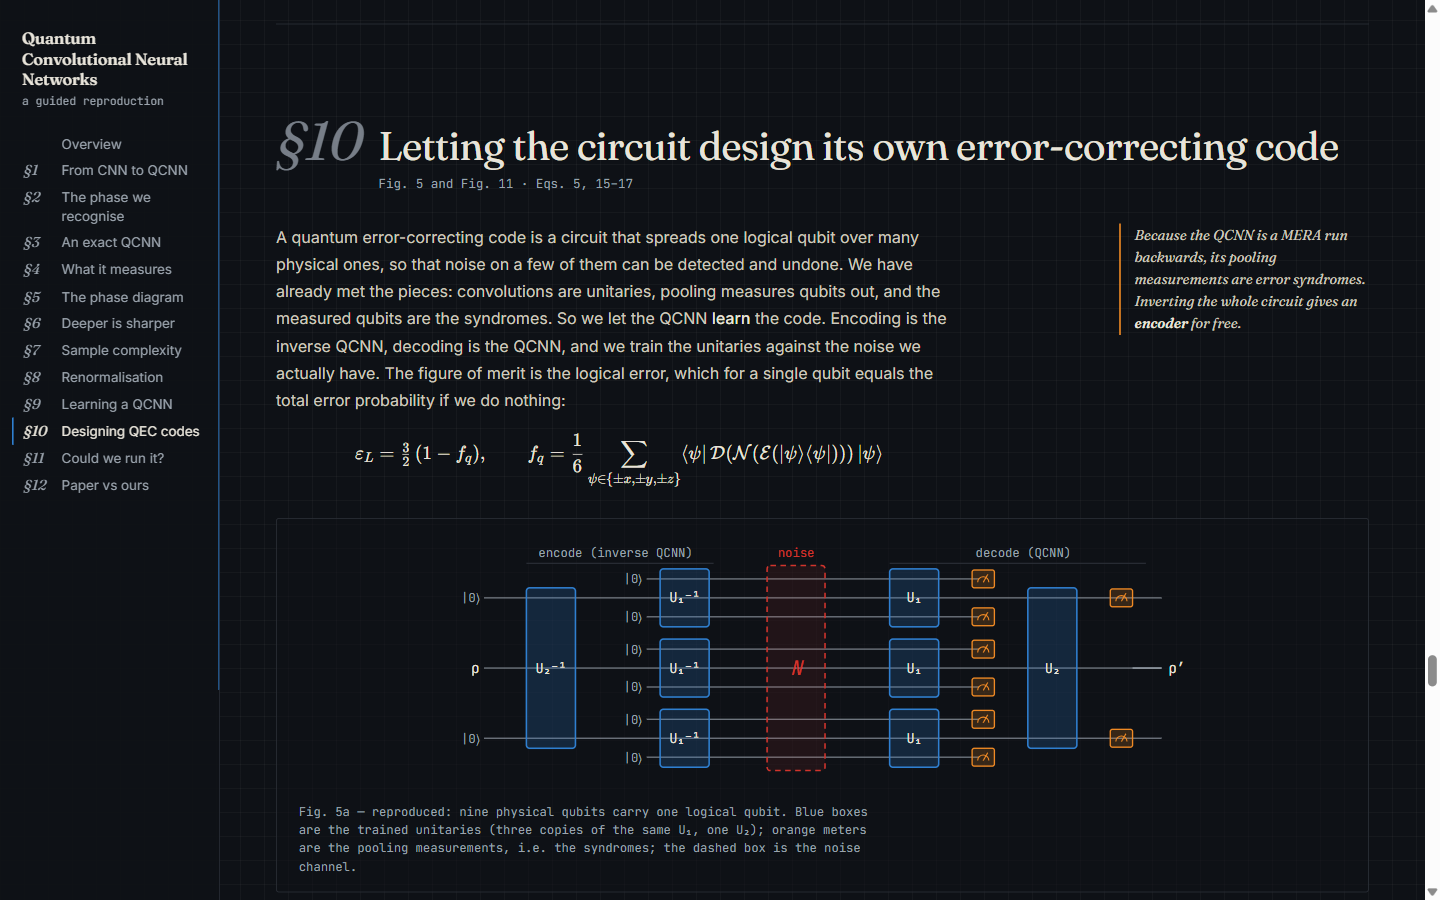 Quantum
Convolutional Neural
Networks
a guided reproduction
Overview
§1 From CNN to QCNN
§2 The phase we
recognise
§3 An exact QCNN
§4 What it measures
§5 The phase diagram
§6 Deeper is sharper
§7 Sample complexity
§8 Renormalisation
§9 Learning a QCNN
§10 Designing QEC codes
§11 Could we run it?
§12 Paper vs ours
§10 Letting the circuit design its own error-correcting code
Fig. 5 and Fig. 11 · Eqs. 5, 15–17
A quantum error-correcting code is a circuit that spreads one logical qubit over many
physical ones, so that noise on a few of them can be detected and undone. We have
already met the pieces: convolutions are unitaries, pooling measures qubits out, and the
measured qubits are the syndromes. So we let the QCNN learn the code. Encoding is the
inverse QCNN, decoding is the QCNN, and we train the unitaries against the noise we
actually have. The figure of merit is the logical error, which for a single qubit equals the
total error probability if we do nothing:
Because the QCNN is a MERA run
backwards, its pooling
measurements are error syndromes.
Inverting the whole circuit gives an
encoder for free.
ε_L = 3/2 (1 − f_q), f_q = 1/6 ∑_{ψ∈{±x,±y,±z}} ⟨ψ| 𝒟(𝒩(ℰ(|ψ⟩⟨ψ|))) |ψ⟩
encode (inverse QCNN) noise decode (QCNN)
|0⟩ U₁⁻¹ U₁
|0⟩
|0⟩
|0⟩
ρ U₂⁻¹ U₁⁻¹ N U₁ U₂ ρ′
|0⟩
|0⟩
|0⟩ U₁⁻¹ U₁
|0⟩
Fig. 5a — reproduced: nine physical qubits carry one logical qubit. Blue boxes
are the trained unitaries (three copies of the same U₁, one U₂); orange meters
are the pooling measurements, i.e. the syndromes; the dashed box is the noise
channel.